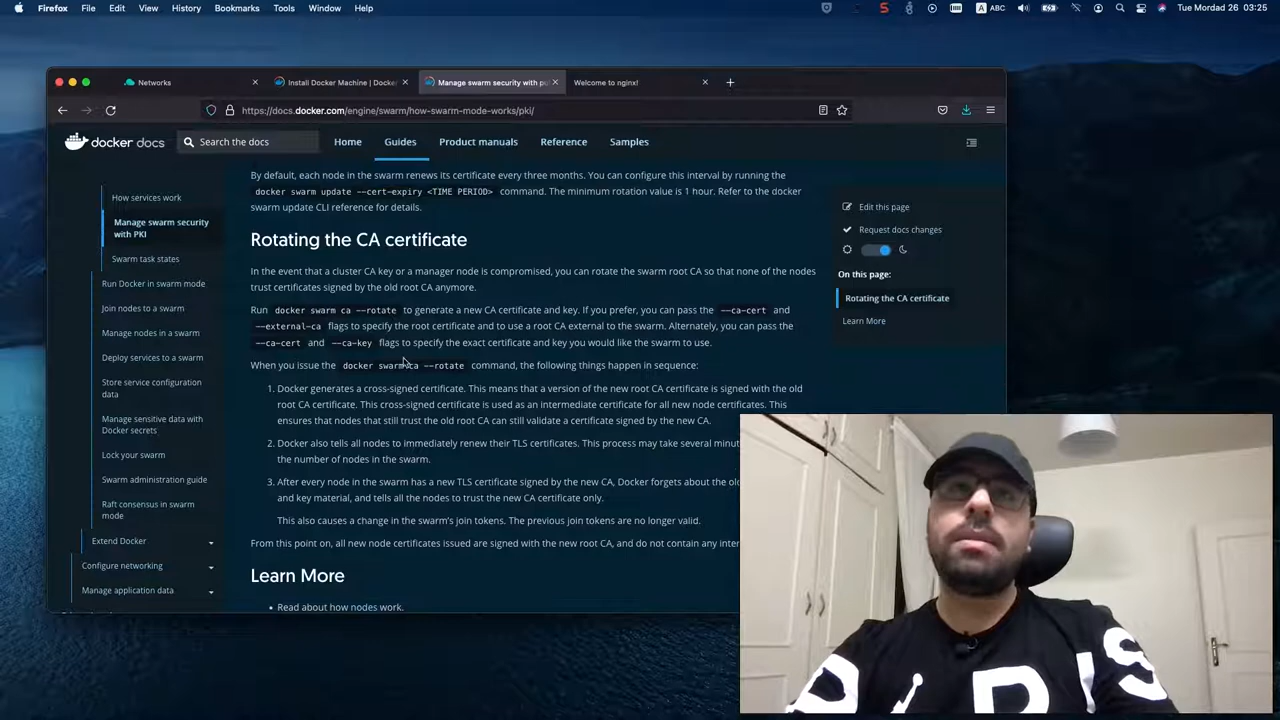 Firefox File Edit View History Bookmarks Tools Window Help
ABC
Tue Mordad 26 03:25
Networks
Install Docker Machine | Docke
Manage swarm security with pu
Welcome to nginx!
https://docs.docker.com/engine/swarm/how-swarm-mode-works/pki/
docker docs
Search the docs
Home Guides Product manuals Reference Samples
How services work
Manage swarm security
with PKI
Swarm task states
Run Docker in swarm mode
Join nodes to a swarm
Manage nodes in a swarm
Deploy services to a swarm
Store service configuration
data
Manage sensitive data with
Docker secrets
Lock your swarm
Swarm administration guide
Raft consensus in swarm
mode
Extend Docker
Configure networking
Manage application data
By default, each node in the swarm renews its certificate every three months. You can configure this interval by running the
docker swarm update --cert-expiry <TIME PERIOD> command. The minimum rotation value is 1 hour. Refer to the docker
swarm update CLI reference for details.
Rotating the CA certificate
In the event that a cluster CA key or a manager node is compromised, you can rotate the swarm root CA so that none of the nodes
trust certificates signed by the old root CA anymore.
Run docker swarm ca --rotate to generate a new CA certificate and key. If you prefer, you can pass the --ca-cert and
--external-ca flags to specify the root certificate and to use a root CA external to the swarm. Alternately, you can pass the
--ca-cert and --ca-key flags to specify the exact certificate and key you would like the swarm to use.
When you issue the docker swarm ca --rotate command, the following things happen in sequence:
1. Docker generates a cross-signed certificate. This means that a version of the new root CA certificate is signed with the old
root CA certificate. This cross-signed certificate is used as an intermediate certificate for all new node certificates. This
ensures that nodes that still trust the old root CA can still validate a certificate signed by the new CA.
2. Docker also tells all nodes to immediately renew their TLS certificates. This process may take several minut
the number of nodes in the swarm.
3. After every node in the swarm has a new TLS certificate signed by the new CA, Docker forgets about the old
and key material, and tells all the nodes to trust the new CA certificate only.
This also causes a change in the swarm's join tokens. The previous join tokens are no longer valid.
From this point on, all new node certificates issued are signed with the new root CA, and do not contain any inter
Learn More
• Read about how nodes work.
Edit this page
Request docs changes
On this page:
Rotating the CA certificate
Learn More
PARIS